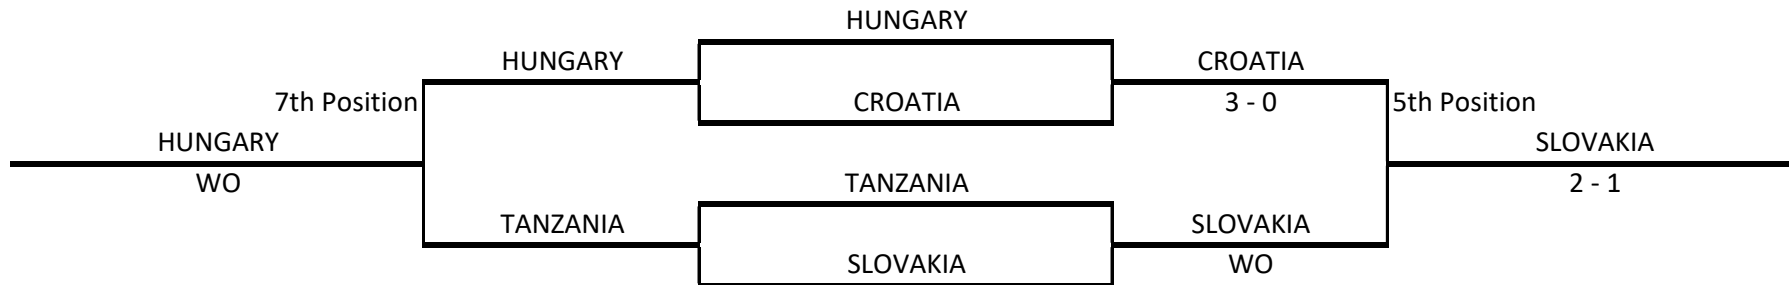 HUNGARY
HUNGARY
CROATIA
7th Position
CROATIA
3 - 0
5th Position
HUNGARY
SLOVAKIA
WO
TANZANIA
2 - 1
TANZANIA
SLOVAKIA
SLOVAKIA
WO